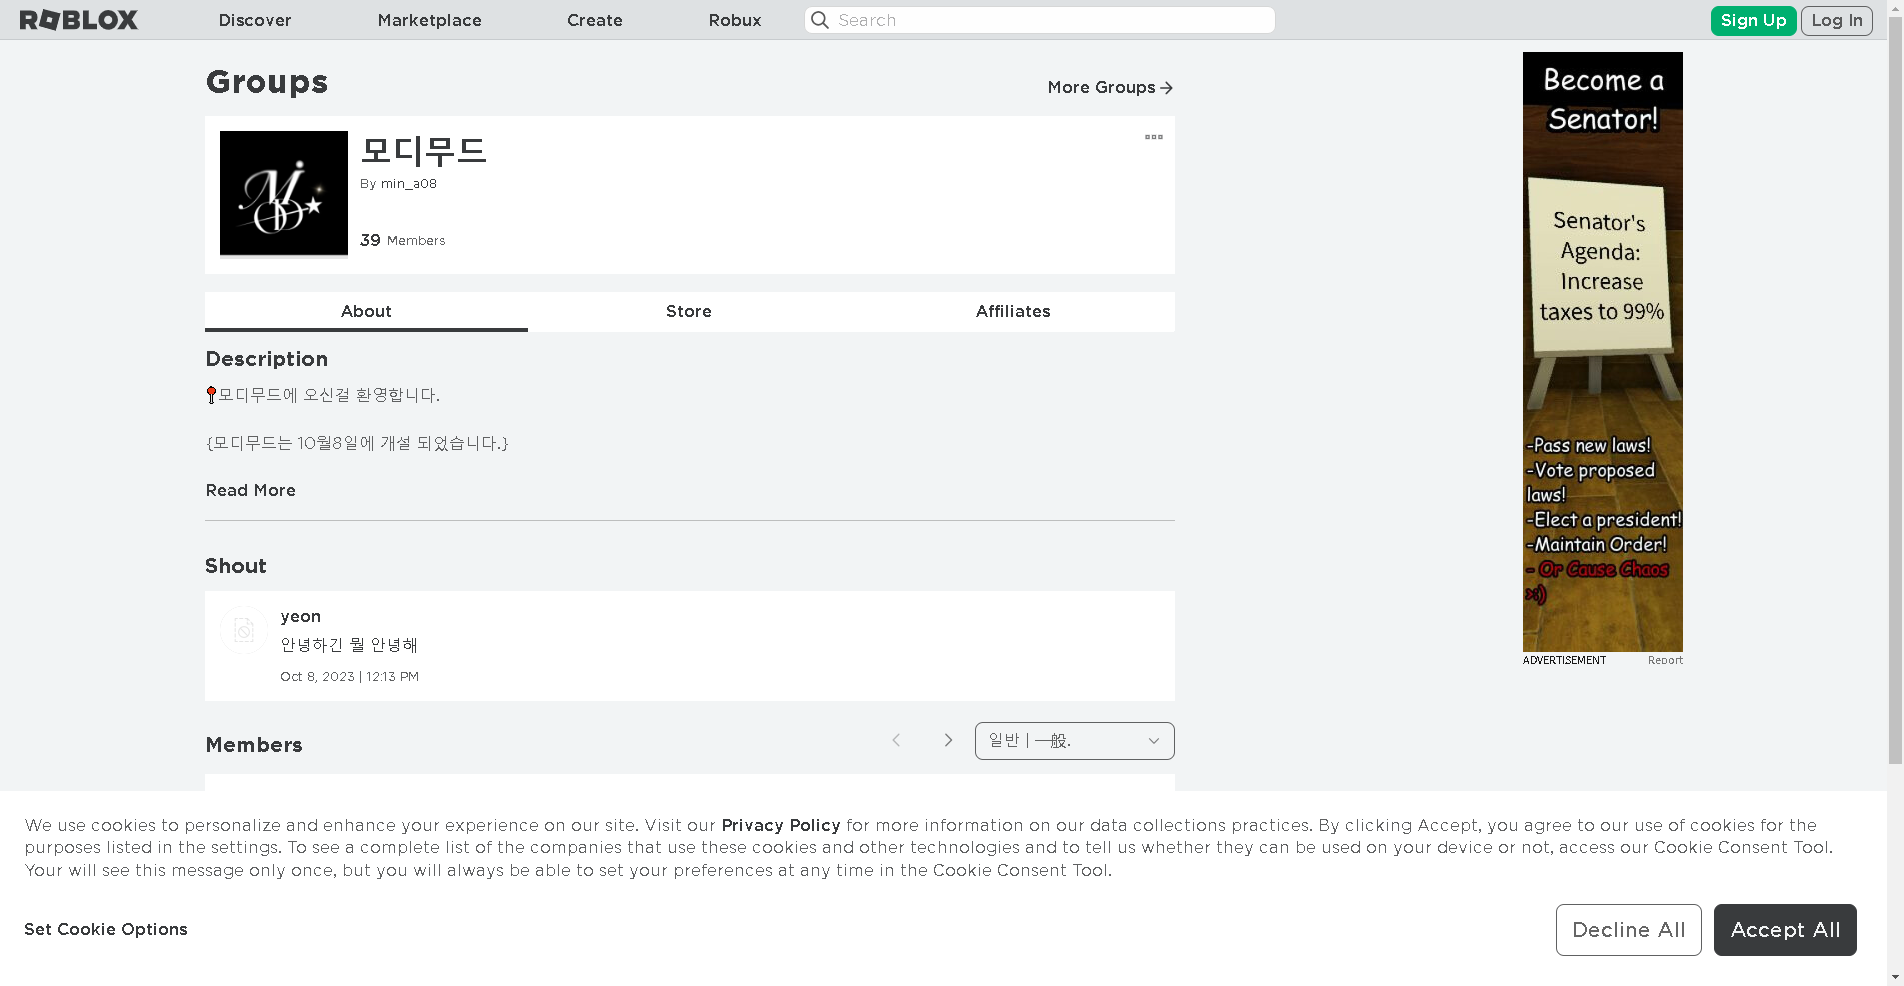 ROBLOX
Discover
Marketplace
Create
Robux
Search
Sign Up
Log In
Groups
More Groups
모디무드
By min_a08
39 Members
About
Store
Affiliates
Description
모디무드에 오신걸 환영합니다.
{모디무드는 10월8일에 개설 되었습니다.}
Read More
Shout
yeon
안녕하긴 뭘 안녕해
Oct 8, 2023 | 12:13 PM
Members
일반 | 一般.
Become a
Senator!
Senator's
Agenda:
Increase
taxes to 99%
-Pass new laws!
-Vote proposed
laws!
-Elect a president!
-Maintain Order!
- Or Cause Chaos
>:)
ADVERTISEMENT
Report
We use cookies to personalize and enhance your experience on our site. Visit our Privacy Policy for more information on our data collections practices. By clicking Accept, you agree to our use of cookies for the
purposes listed in the settings. To see a complete list of the companies that use these cookies and other technologies and to tell us whether they can be used on your device or not, access our Cookie Consent Tool.
Your will see this message only once, but you will always be able to set your preferences at any time in the Cookie Consent Tool.
Set Cookie Options
Decline All
Accept All